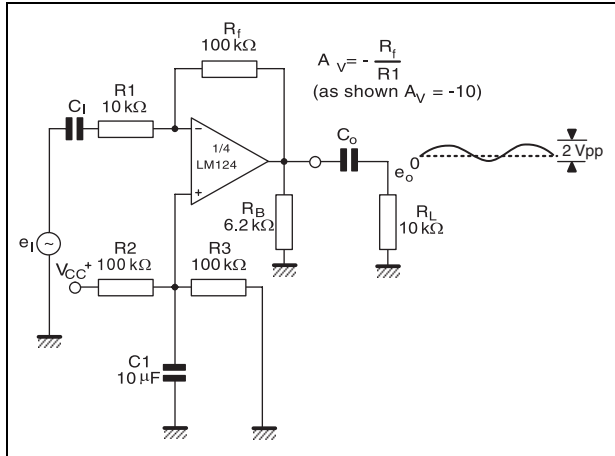 Rf
100 kΩ
A V = - Rf
R1
(as shown AV = -10)
CI
R1
10 kΩ
1/4
LM124
Co
0
eo
2 VPP
RB
6.2 kΩ
RL
10 kΩ
eI
~
VCC+
R2
100 kΩ
R3
100 kΩ
C1
10 µF